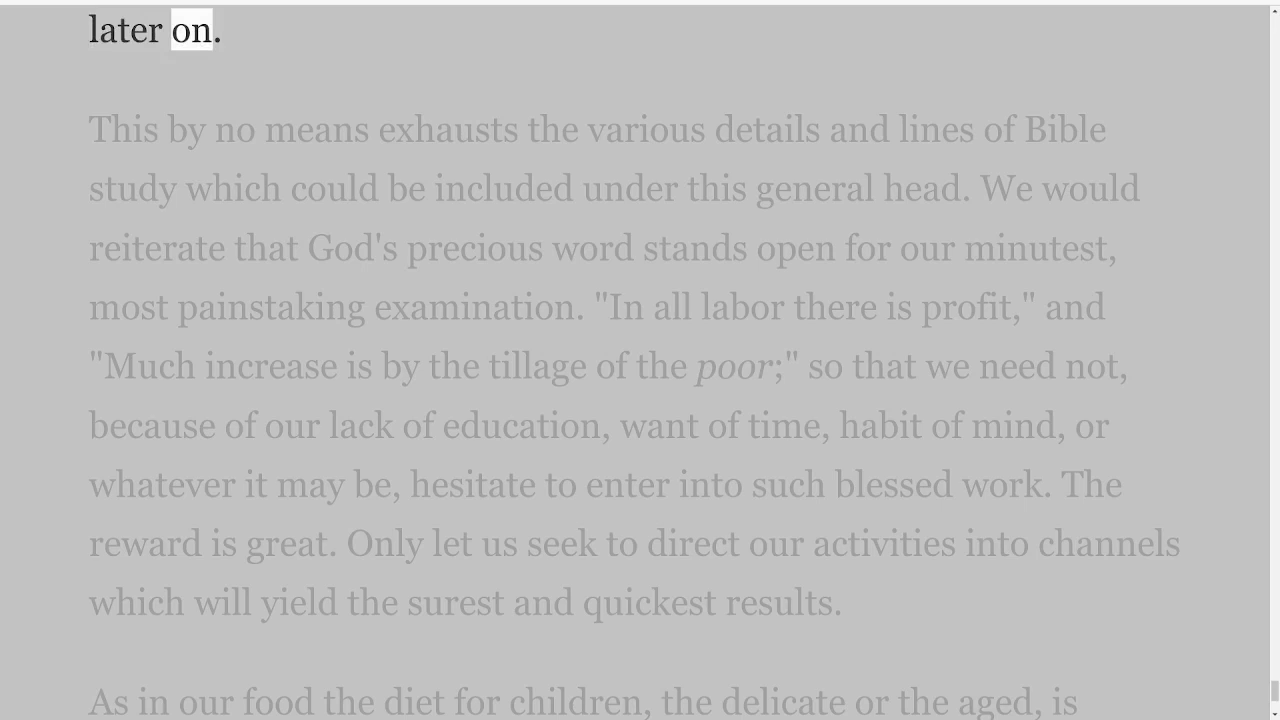 later on.
This by no means exhausts the various details and lines of Bible
study which could be included under this general head. We would
reiterate that God's precious word stands open for our minutest,
most painstaking examination. "In all labor there is profit," and
"Much increase is by the tillage of the poor;" so that we need not,
because of our lack of education, want of time, habit of mind, or
whatever it may be, hesitate to enter into such blessed work. The
reward is great. Only let us seek to direct our activities into channels
which will yield the surest and quickest results.
As in our food the diet for children, the delicate or the aged, is